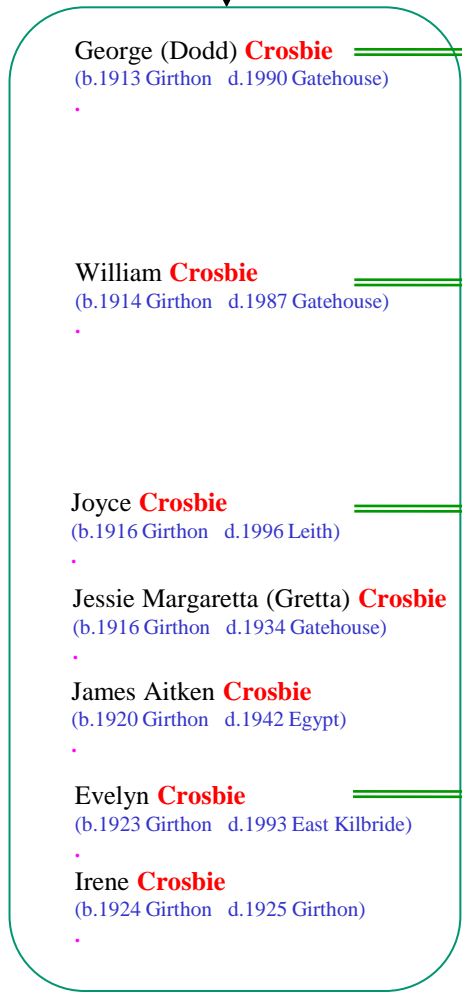 George (Dodd) Crosbie
(b.1913 Girthon d.1990 Gatehouse)
.
William Crosbie
(b.1914 Girthon d.1987 Gatehouse)
.
Joyce Crosbie
(b.1916 Girthon d.1996 Leith)
.
Jessie Margaretta (Gretta) Crosbie
(b.1916 Girthon d.1934 Gatehouse)
.
James Aitken Crosbie
(b.1920 Girthon d.1942 Egypt)
.
Evelyn Crosbie
(b.1923 Girthon d.1993 East Kilbride)
.
Irene Crosbie
(b.1924 Girthon d.1925 Girthon)
.